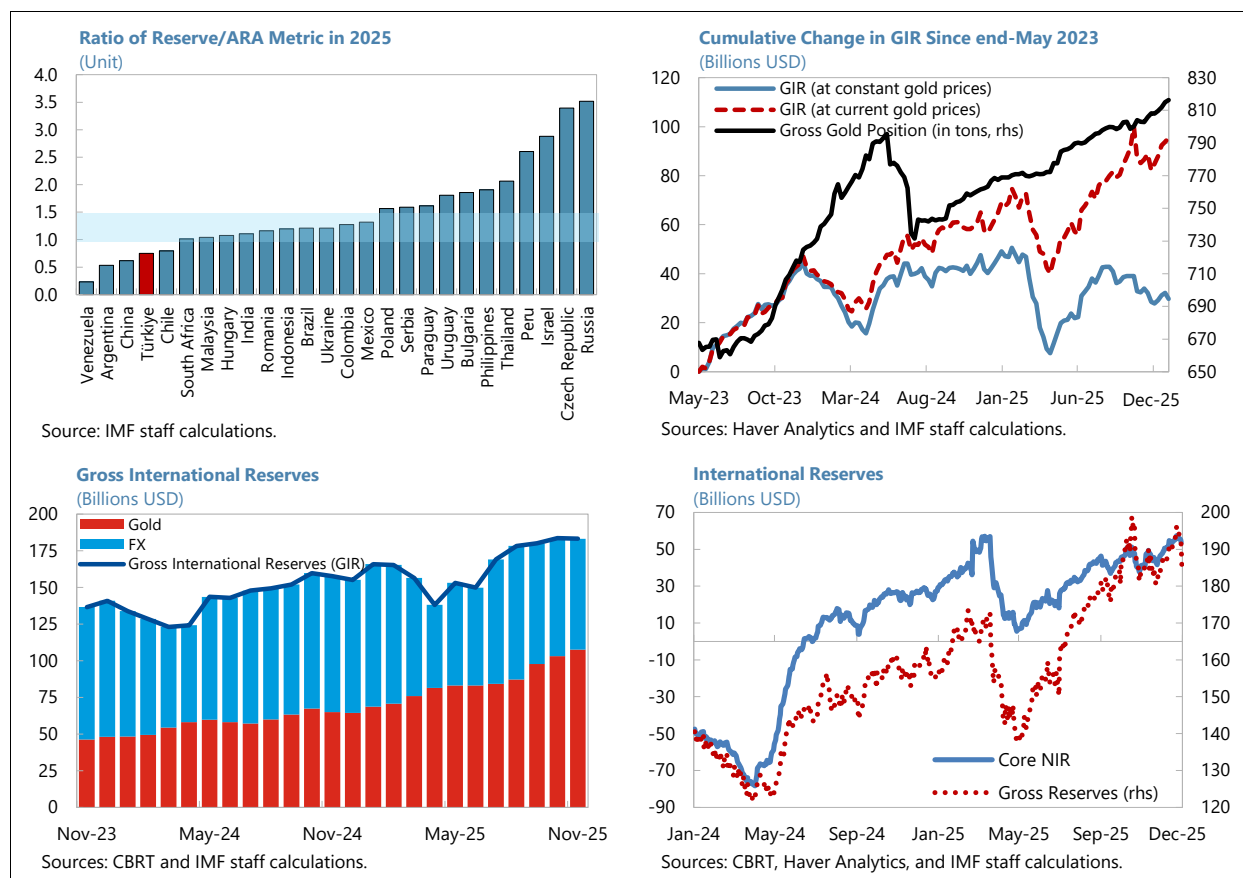 Ratio of Reserve/ARA Metric in 2025
(Unit)
4.0
3.5
3.0
2.5
2.0
1.5
1.0
0.5
0.0
Venezuela
Argentina
China
Türkiye
Chile
South Africa
Malaysia
Hungary
India
Romania
Indonesia
Brazil
Ukraine
Colombia
Mexico
Poland
Serbia
Paraguay
Uruguay
Bulgaria
Philippines
Thailand
Peru
Israel
Czech Republic
Russia
Source: IMF staff calculations.
Cumulative Change in GIR Since end-May 2023
(Billions USD)
120
100
80
60
40
20
0
GIR (at constant gold prices)
GIR (at current gold prices)
Gross Gold Position (in tons, rhs)
830
810
790
770
750
730
710
690
670
650
May-23
Oct-23
Mar-24
Aug-24
Jan-25
Jun-25
Dec-25
Sources: Haver Analytics and IMF staff calculations.
Gross International Reserves
(Billions USD)
200
175
150
125
100
75
50
25
0
Gold
FX
Gross International Reserves (GIR)
Nov-23
May-24
Nov-24
May-25
Nov-25
Sources: CBRT and IMF staff calculations.
International Reserves
(Billions USD)
70
50
30
10
-10
-30
-50
-70
-90
200
190
180
170
160
150
140
130
120
Core NIR
Gross Reserves (rhs)
Jan-24
May-24
Sep-24
Jan-25
May-25
Sep-25
Dec-25
Sources: CBRT, Haver Analytics, and IMF staff calculations.